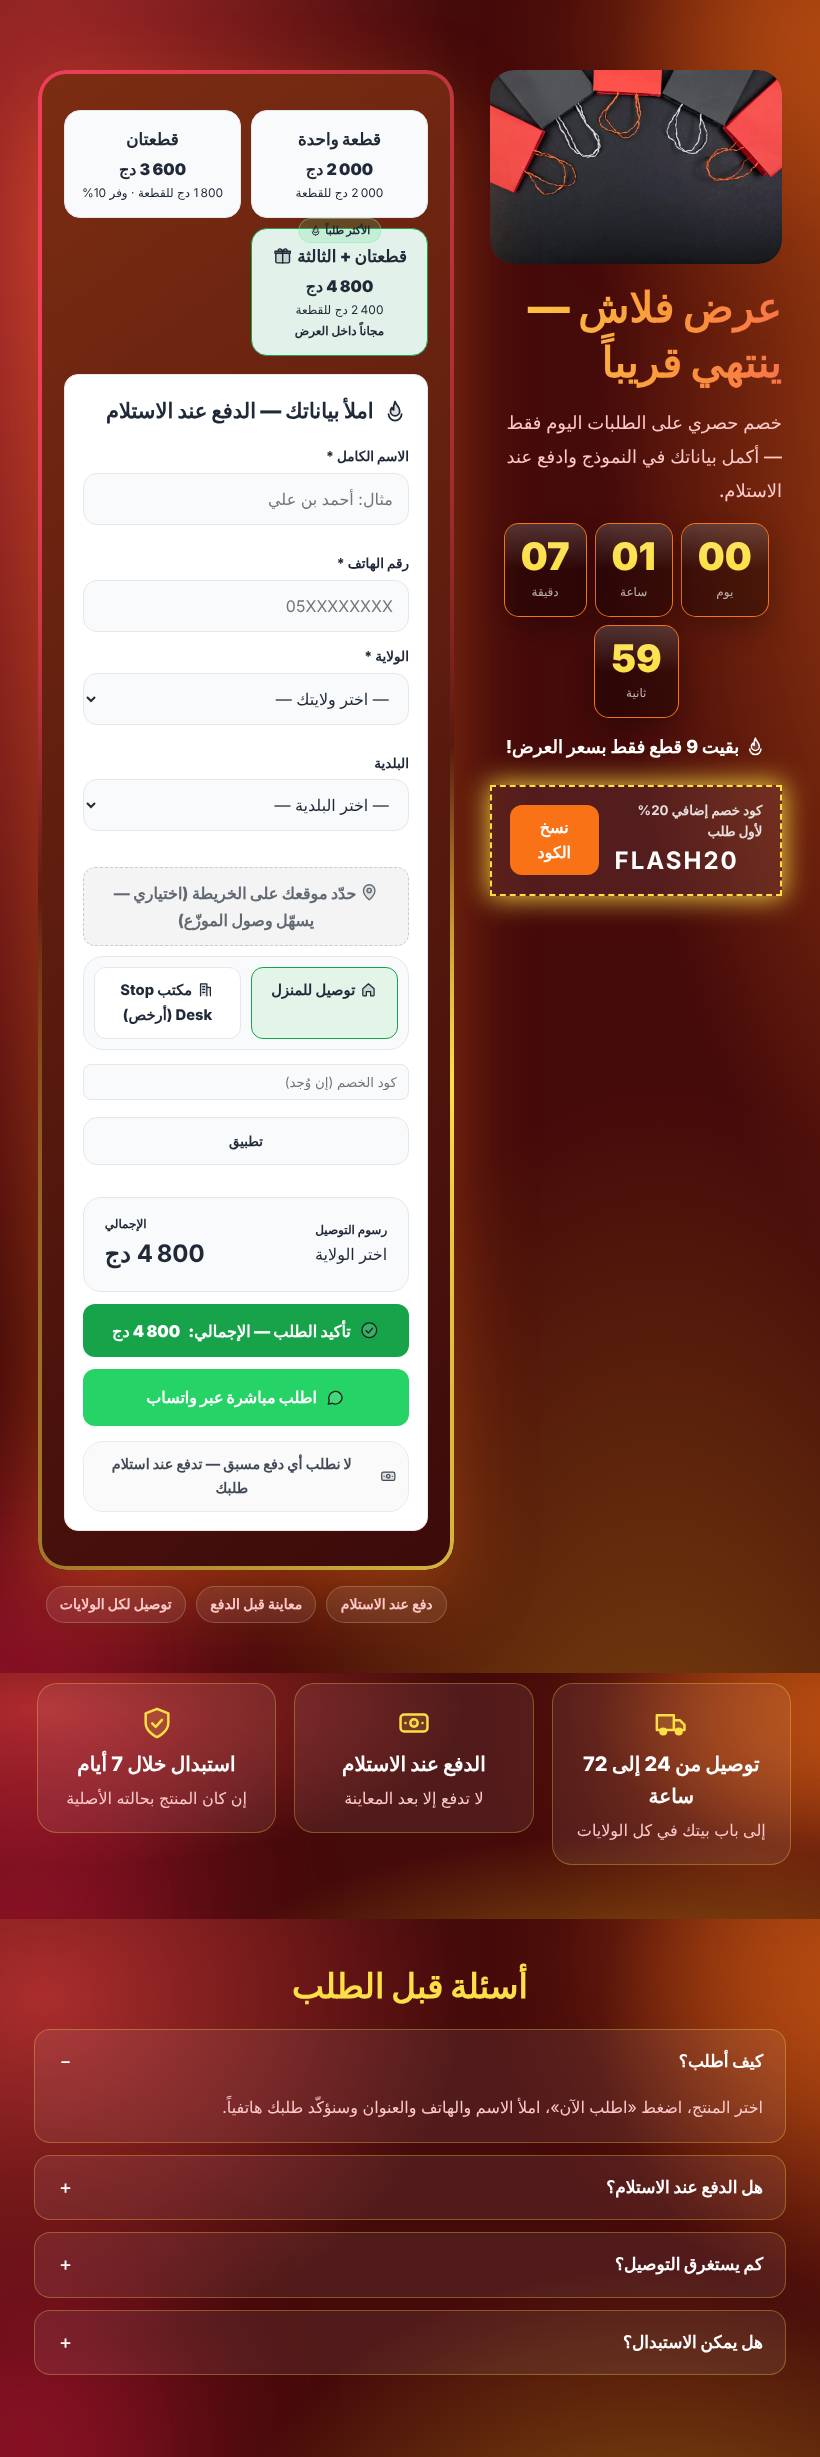 عرض فلاش —
ينتهي قريباً
خصم حصري على الطلبات اليوم فقط
— أكمل بياناتك في النموذج وادفع عند
الاستلام.
00
يوم
01
ساعة
07
دقيقة
59
ثانية
بقيت 9 قطع فقط بسعر العرض!
كود خصم إضافي 20%
لأول طلب
FLASH20
نسخ
الكود
قطعة واحدة
2 000 دج
2 000 دج للقطعة
قطعتان
3 600 دج
1 800 دج للقطعة · وفر 10%
الأكثر طلباً
قطعتان + الثالثة
4 800 دج
2 400 دج للقطعة
مجاناً داخل العرض
املأ بياناتك — الدفع عند الاستلام
الاسم الكامل *
مثال: أحمد بن علي
رقم الهاتف *
05XXXXXXXX
الولاية *
— اختر ولايتك —
البلدية
— اختر البلدية —
حدّد موقعك على الخريطة (اختياري —
يسهّل وصول الموزّع)
توصيل للمنزل
مكتب Stop
Desk (أرخص)
كود الخصم (إن وُجد)
تطبيق
رسوم التوصيل
اختر الولاية
الإجمالي
4 800 دج
تأكيد الطلب — الإجمالي: 4 800 دج
اطلب مباشرة عبر واتساب
لا نطلب أي دفع مسبق — تدفع عند استلام
طلبك
دفع عند الاستلام
معاينة قبل الدفع
توصيل لكل الولايات
توصيل من 24 إلى 72
ساعة
إلى باب بيتك في كل الولايات
الدفع عند الاستلام
لا تدفع إلا بعد المعاينة
استبدال خلال 7 أيام
إن كان المنتج بحالته الأصلية
أسئلة قبل الطلب
كيف أطلب؟
−
اختر المنتج، اضغط «اطلب الآن»، املأ الاسم والهاتف والعنوان وسنؤكّد طلبك هاتفياً.
هل الدفع عند الاستلام؟
+
كم يستغرق التوصيل؟
+
هل يمكن الاستبدال؟
+